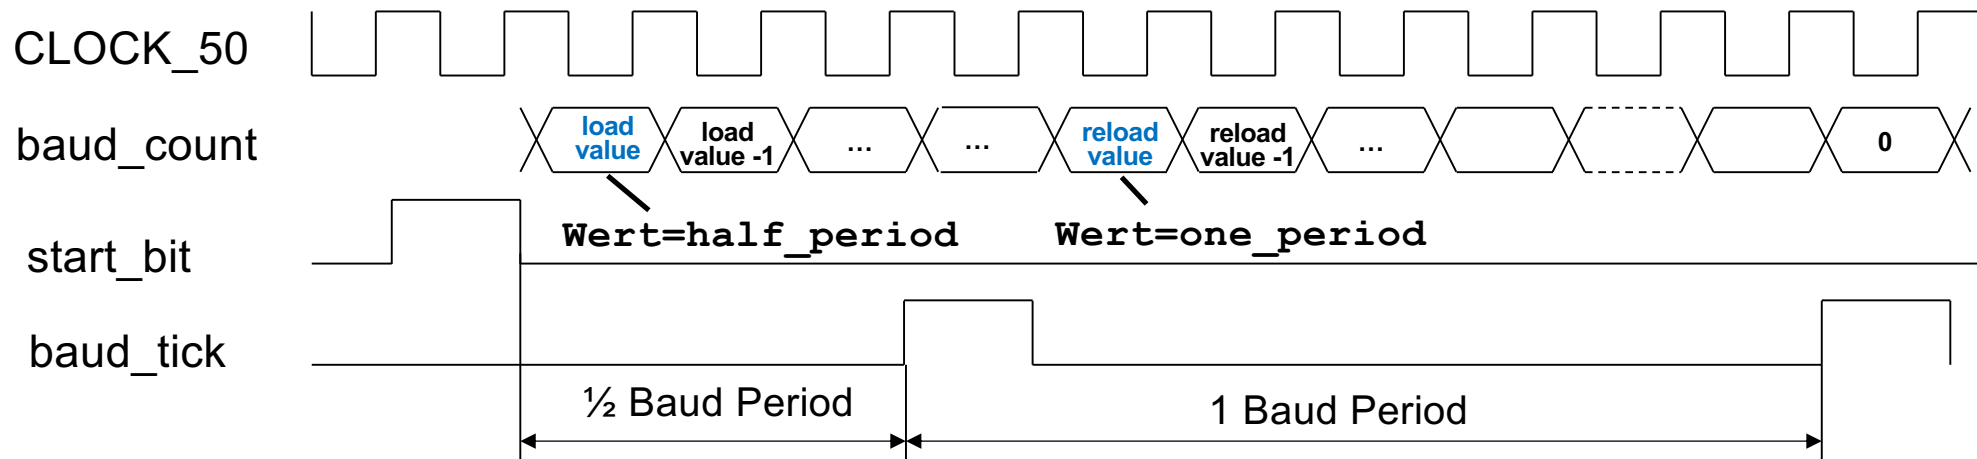 CLOCK_50
baud_count
load
value
load
value -1
...
...
reload
value
reload
value -1
...
0
Wert=half_period
Wert=one_period
start_bit
baud_tick
½ Baud Period
1 Baud Period